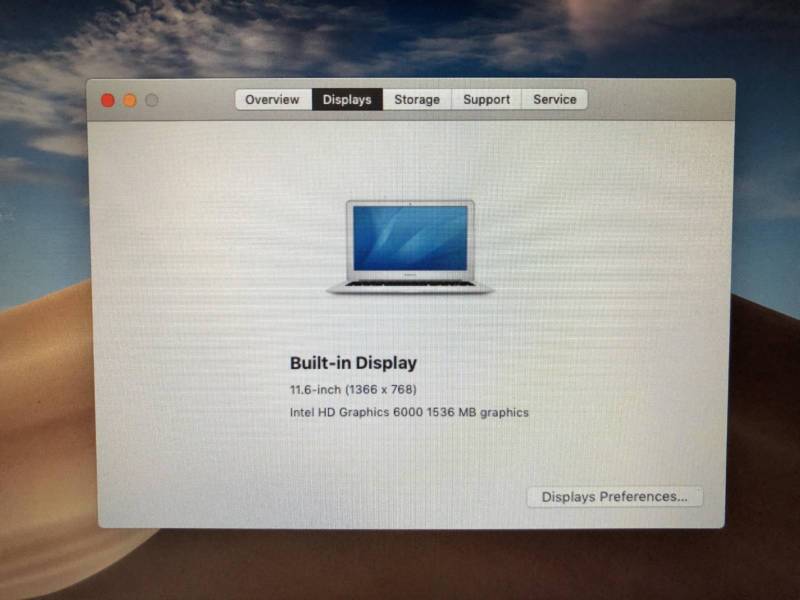 Overview Displays Storage Support Service
Built-in Display
11.6-inch (1366 x 768)
Intel HD Graphics 6000 1536 MB graphics
Displays Preferences...